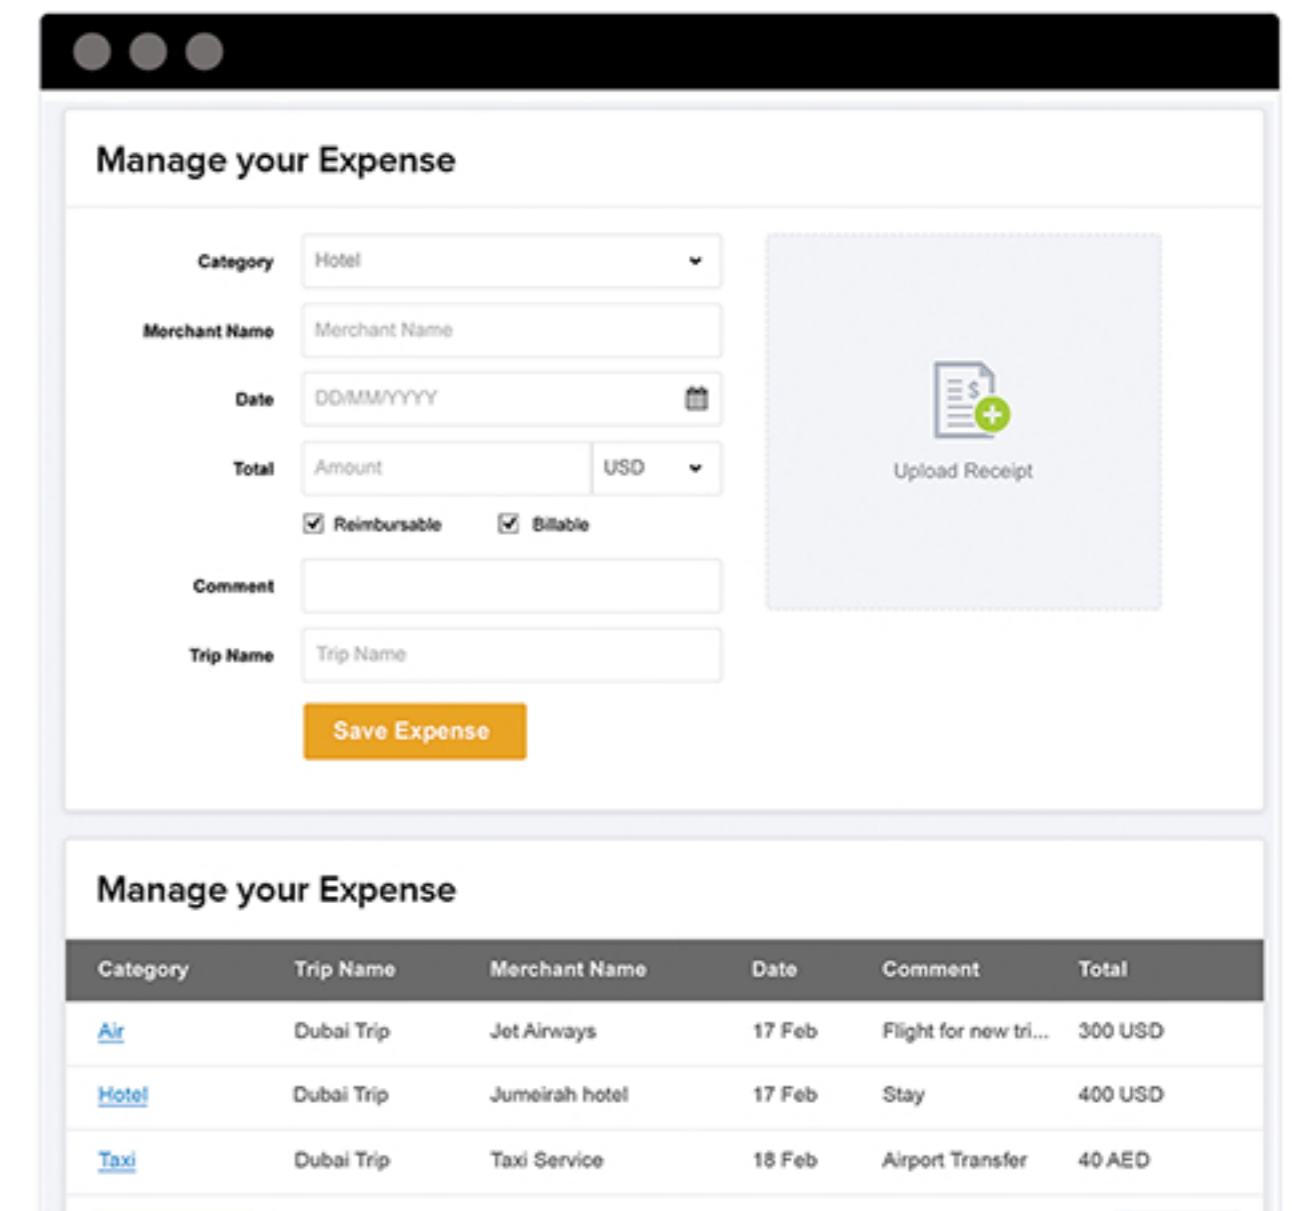 Manage your Expense
Category Hotel
Merchant Name Merchant Name
Date DD/MM/YYYY
Total Amount USD
Reimbursable Billable
Comment
Trip Name Trip Name
Save Expense
$
Upload Receipt
Manage your Expense
Category Trip Name Merchant Name Date Comment Total
Air Dubai Trip Jet Airways 17 Feb Flight for new tri... 300 USD
Hotel Dubai Trip Jumeirah hotel 17 Feb Stay 400 USD
Taxi Dubai Trip Taxi Service 18 Feb Airport Transfer 40 AED